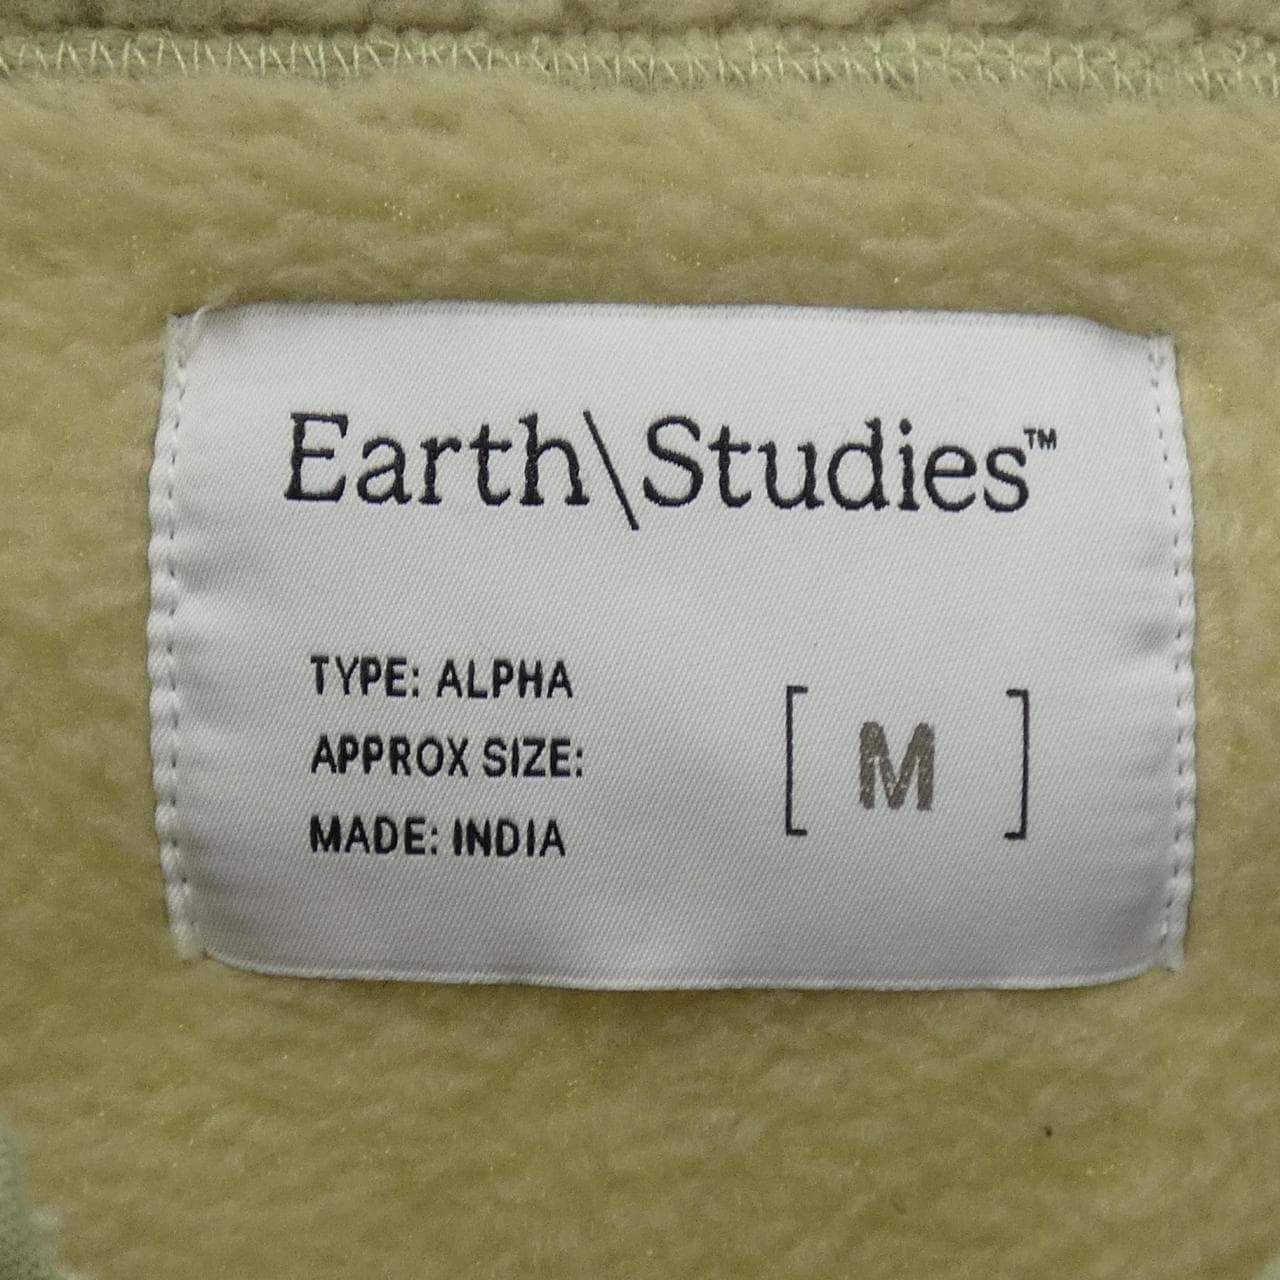 Earth\Studies™
TYPE: ALPHA
APPROX SIZE: [ M ]
MADE: INDIA